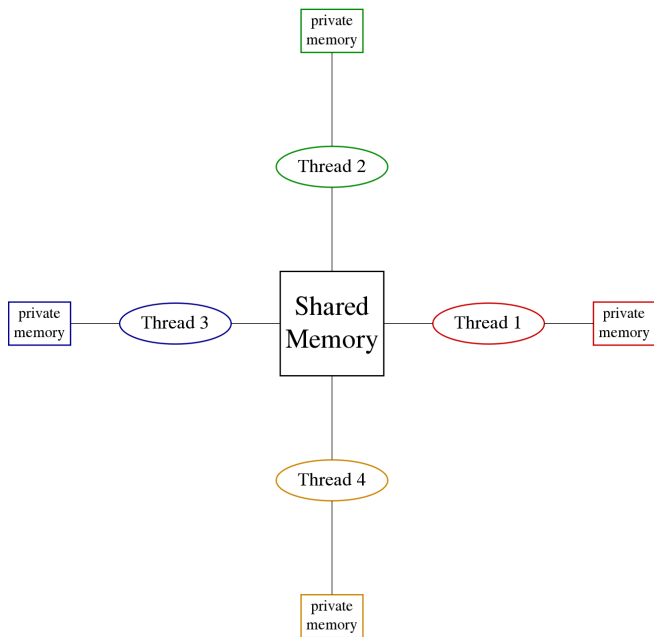 private
memory
Thread 2
private
memory
Thread 3
Shared
Memory
Thread 1
private
memory
Thread 4
private
memory